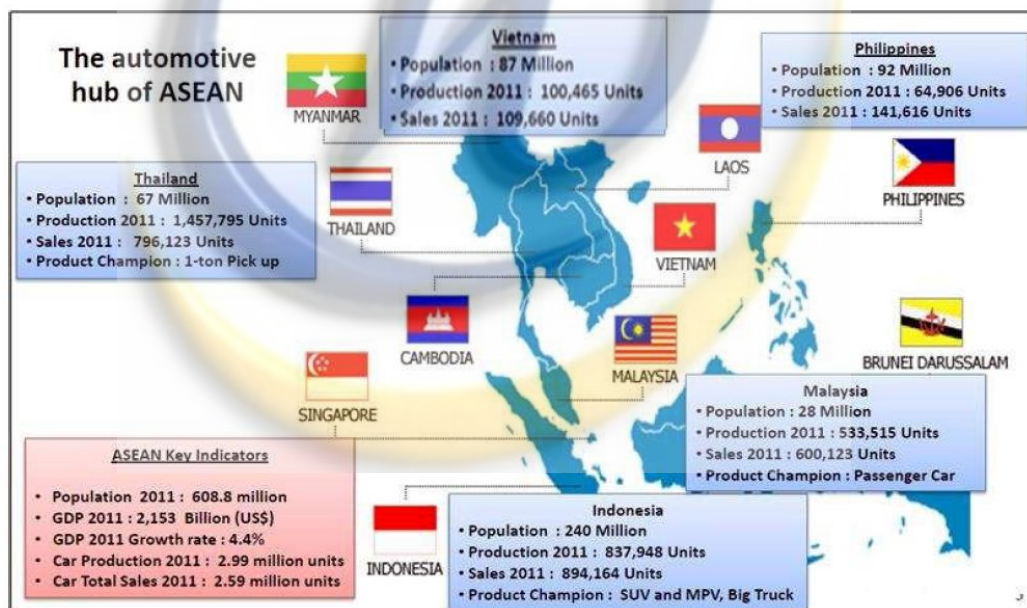 The automotive
hub of ASEAN
MYANMAR
Vietnam
• Population : 87 Million
• Production 2011 : 100,465 Units
• Sales 2011 : 109,660 Units
Philippines
• Population : 92 Million
• Production 2011 : 64,906 Units
• Sales 2011 : 141,616 Units
LAOS
PHILIPPINES
Thailand
• Population : 67 Million
• Production 2011 : 1,457,795 Units
• Sales 2011 : 796,123 Units
• Product Champion : 1-ton Pick up
THAILAND
VIETNAM
CAMBODIA
BRUNEI DARUSSALAM
SINGAPORE
MALAYSIA
Malaysia
• Population : 28 Million
• Production 2011 : 533,515 Units
• Sales 2011 : 600,123 Units
• Product Champion : Passenger Car
ASEAN Key Indicators
• Population 2011 : 608.8 million
• GDP 2011 : 2,153 Billion (US$)
• GDP 2011 Growth rate : 4.4%
• Car Production 2011 : 2.99 million units
• Car Total Sales 2011 : 2.59 million units
INDONESIA
Indonesia
• Population : 240 Million
• Production 2011 : 837,948 Units
• Sales 2011 : 894,164 Units
• Product Champion : SUV and MPV, Big Truck